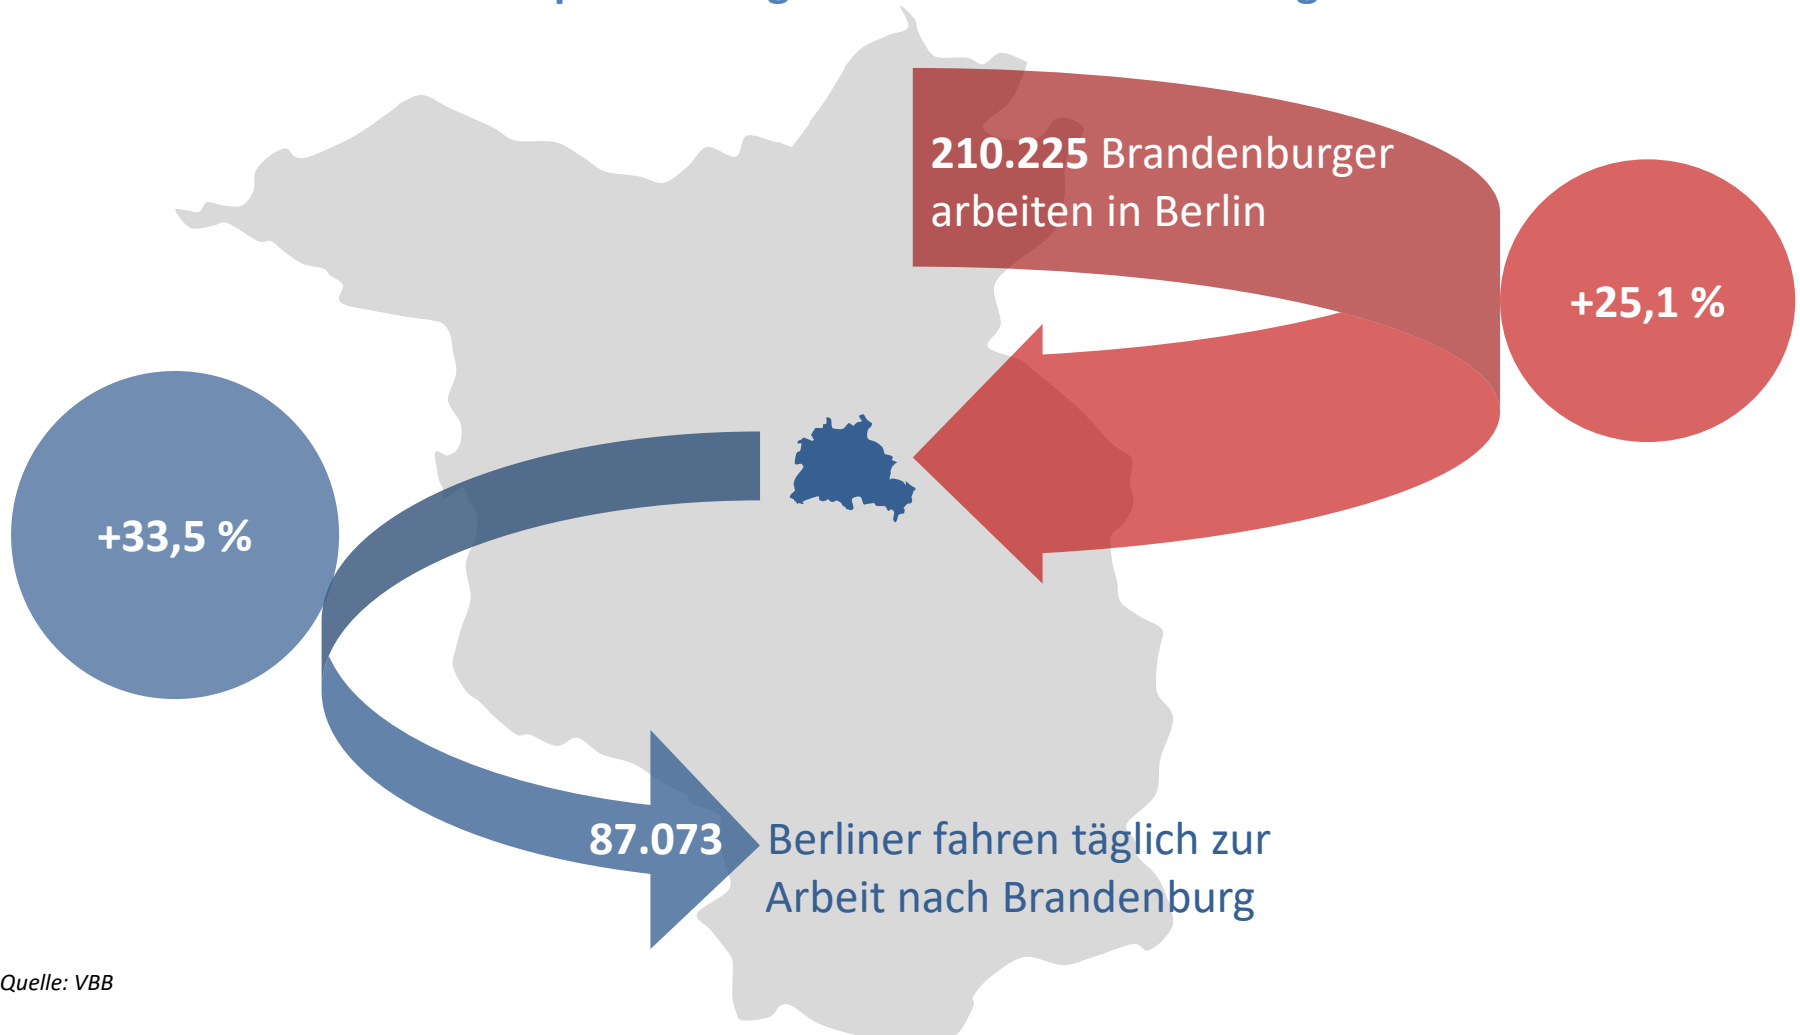 210.225 Brandenburger
arbeiten in Berlin
+25,1 %
+33,5 %
87.073 Berliner fahren täglich zur
Arbeit nach Brandenburg
Quelle: VBB